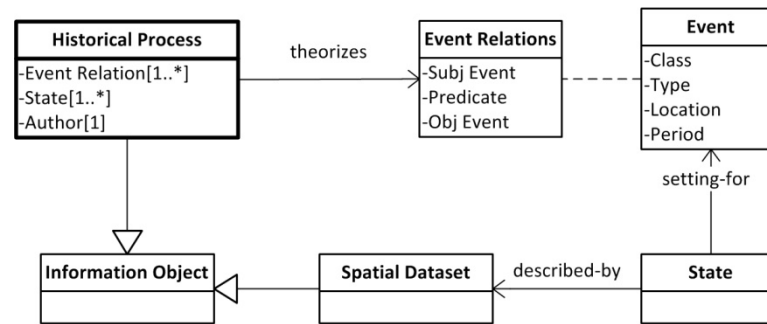 Historical Process
-Event Relation[1..*]
-State[1..*]
-Author[1]
theorizes
Event Relations
-Subj Event
-Predicate
-Obj Event
Event
-Class
-Type
-Location
-Period
setting-for
Information Object
Spatial Dataset
described-by
State